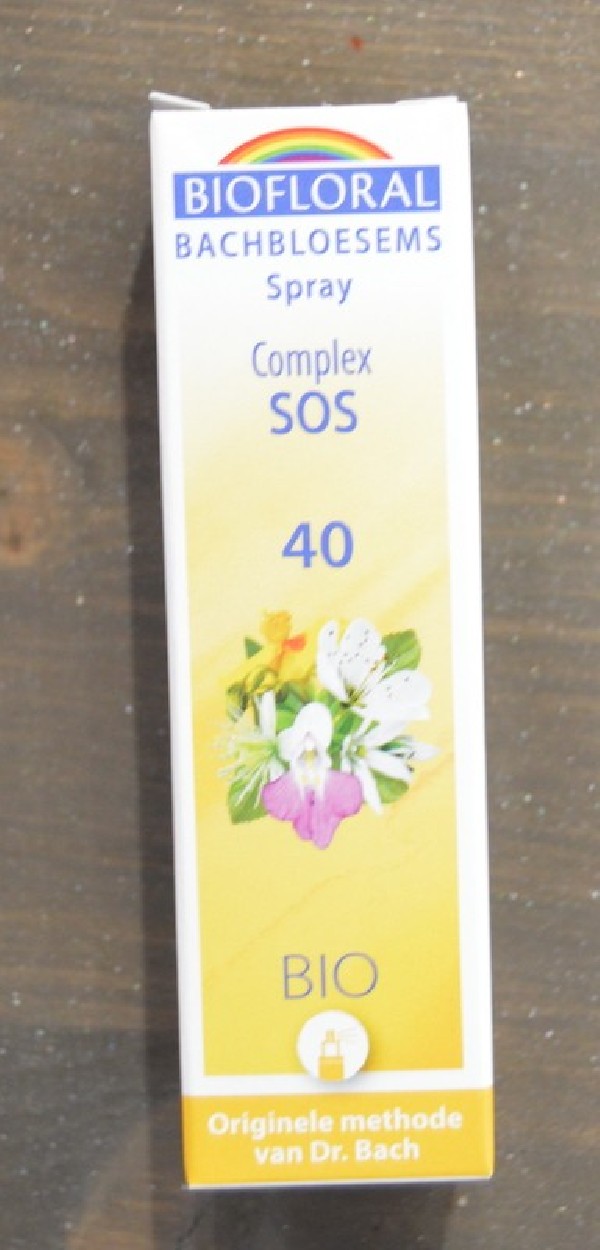 BIOFLORAL
BACHBLOESEMS
Spray
Complex
SOS
40
BIO
Originele methode
van Dr. Bach